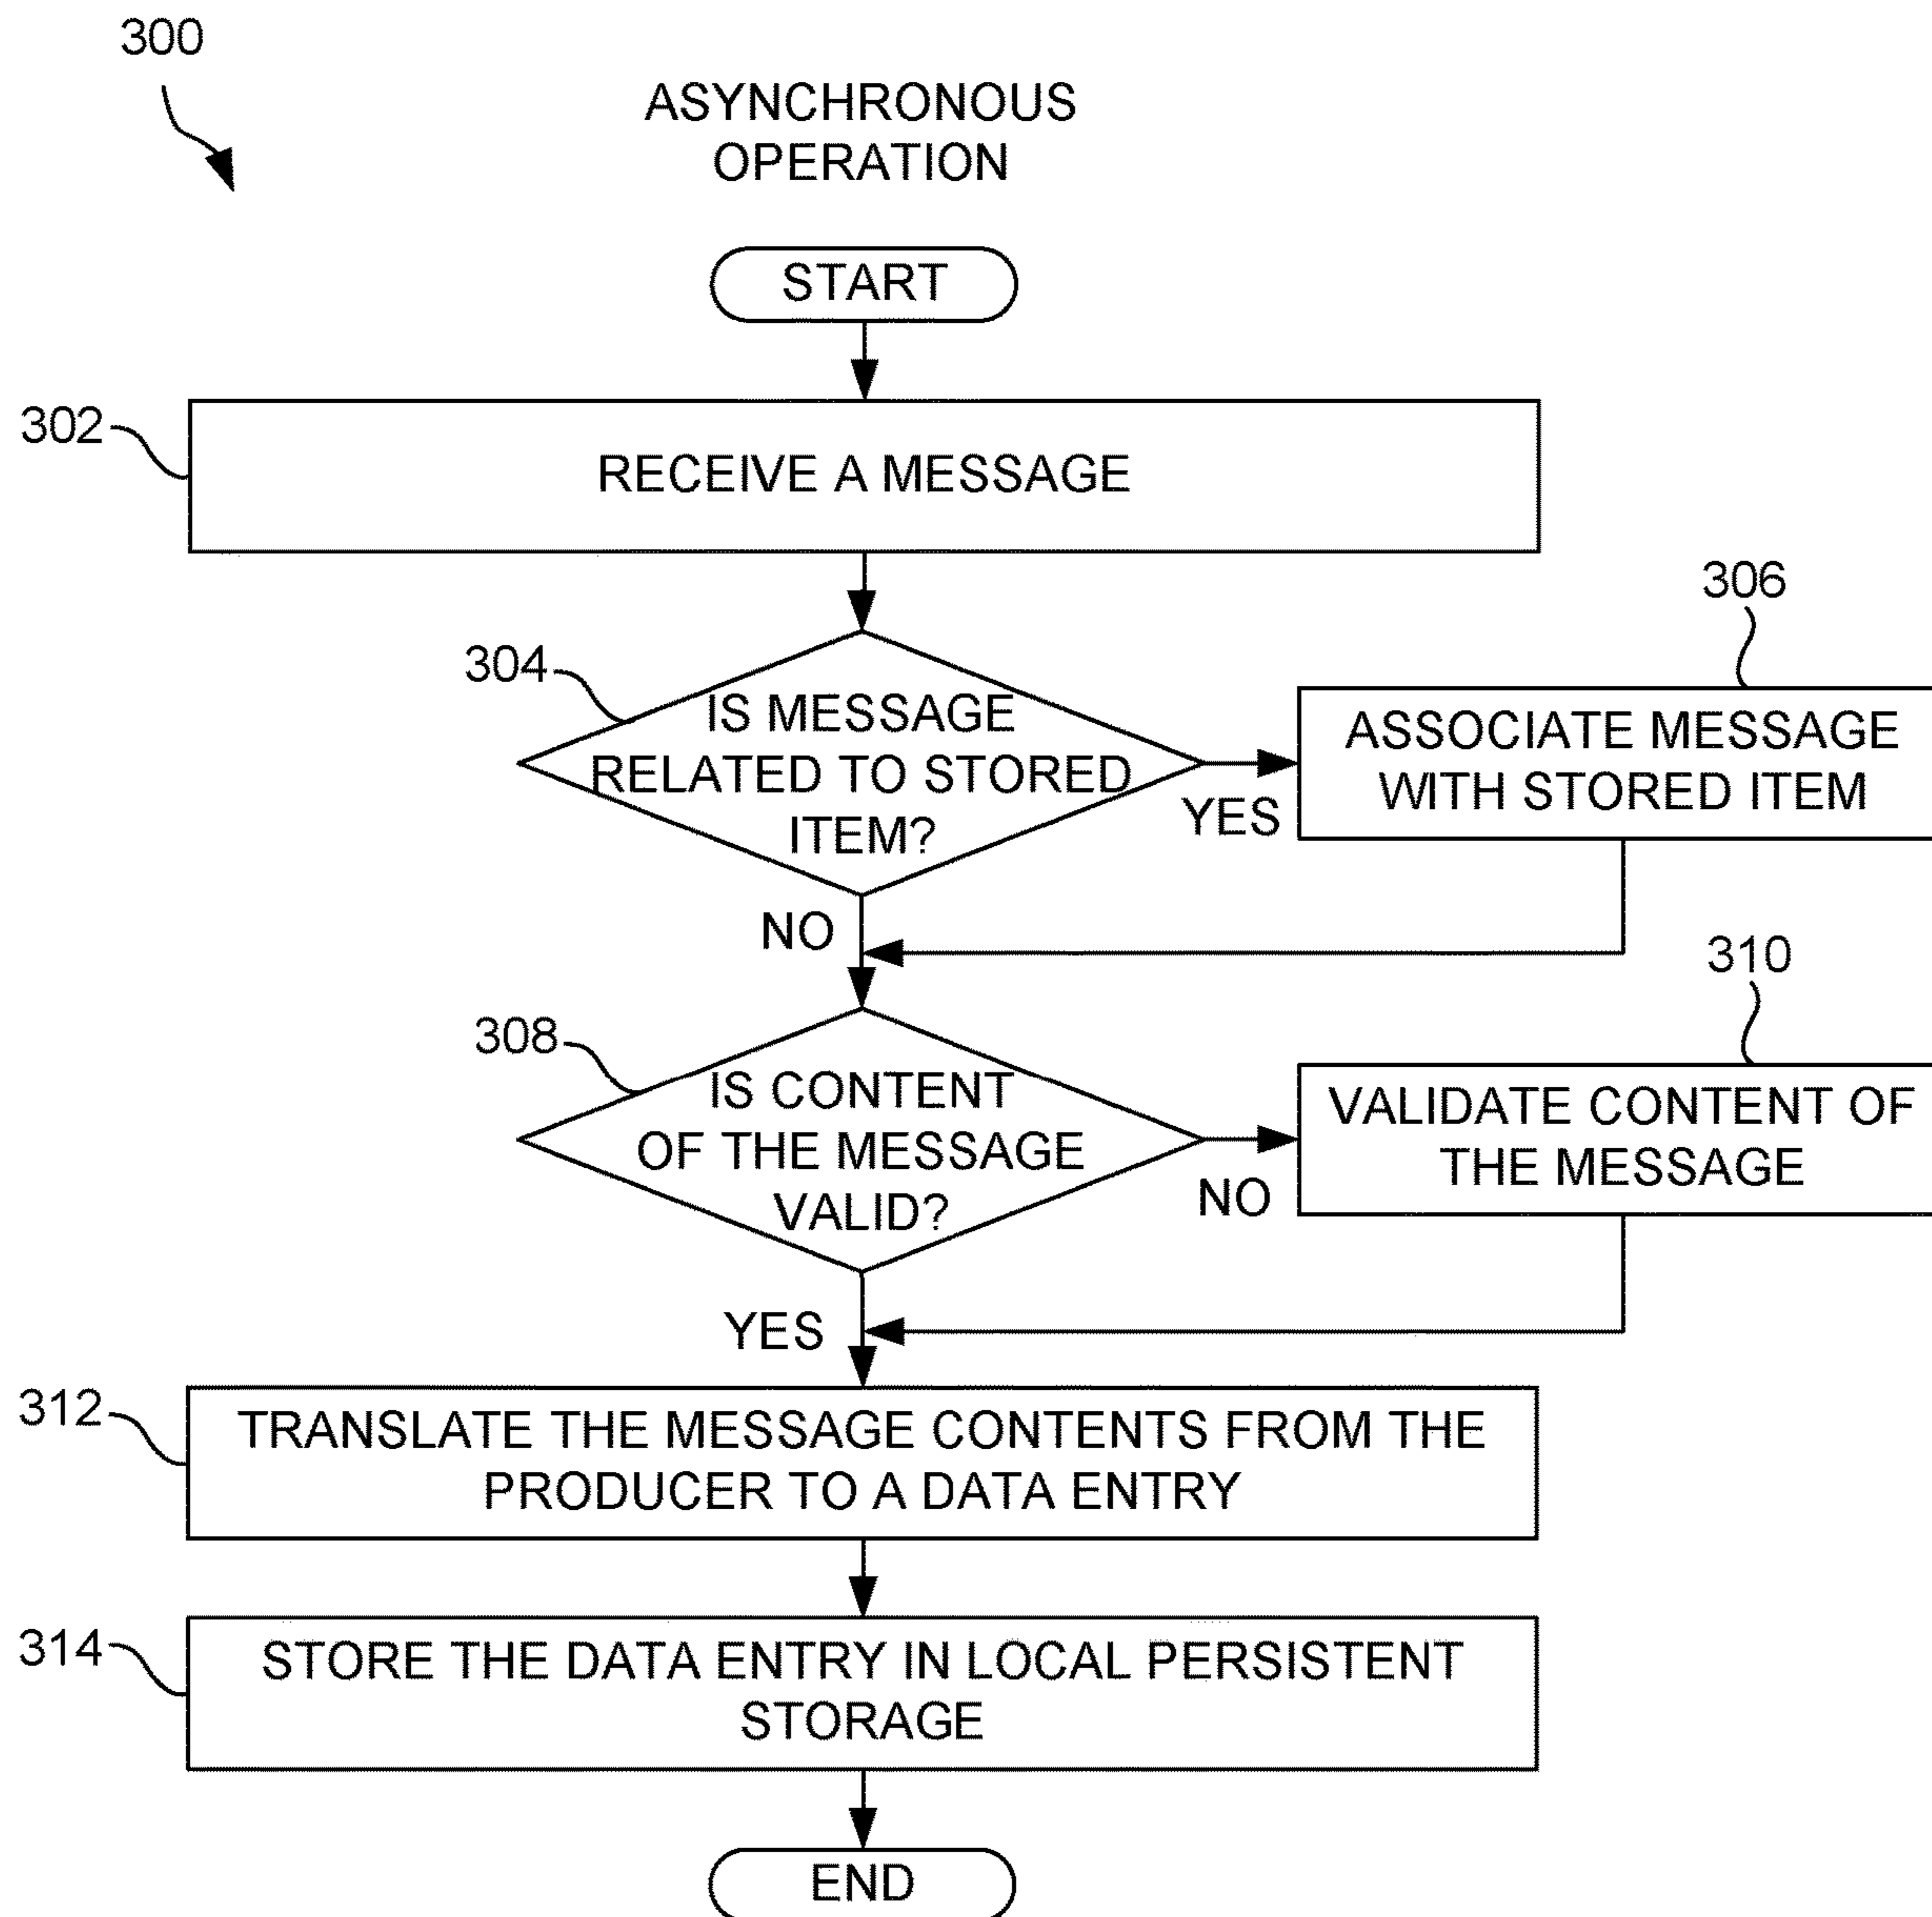 300
ASYNCHRONOUS
OPERATION
START
302
RECEIVE A MESSAGE
304
IS MESSAGE
RELATED TO STORED
ITEM?
YES
306
ASSOCIATE MESSAGE
WITH STORED ITEM
NO
308
IS CONTENT
OF THE MESSAGE
VALID?
NO
310
VALIDATE CONTENT OF
THE MESSAGE
YES
312
TRANSLATE THE MESSAGE CONTENTS FROM THE
PRODUCER TO A DATA ENTRY
314
STORE THE DATA ENTRY IN LOCAL PERSISTENT
STORAGE
END